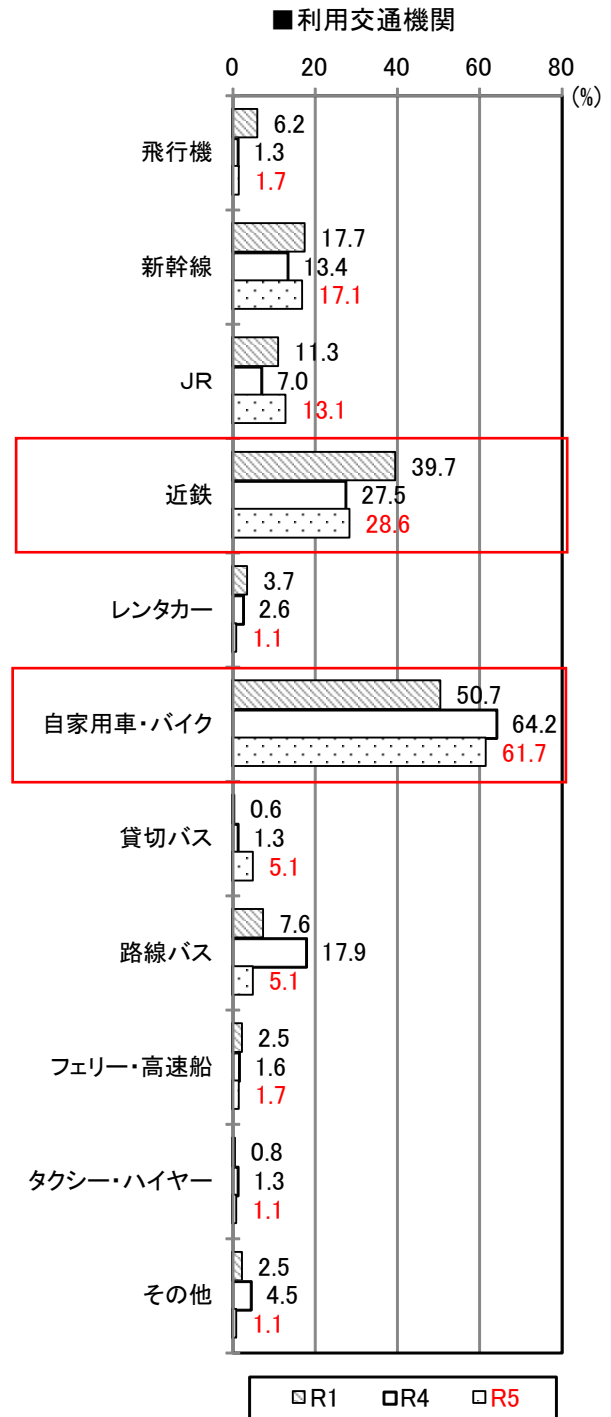 ■利用交通機関
0 20 40 60 80
(%)
飛行機
6.2
1.3
1.7
新幹線
17.7
13.4
17.1
JR
11.3
7.0
13.1
近鉄
39.7
27.5
28.6
レンタカー
3.7
2.6
1.1
自家用車・バイク
50.7
64.2
61.7
貸切バス
0.6
1.3
5.1
路線バス
7.6
17.9
5.1
フェリー・高速船
2.5
1.6
1.7
タクシー・ハイヤー
0.8
1.3
1.1
その他
2.5
4.5
1.1
R1 R4 R5